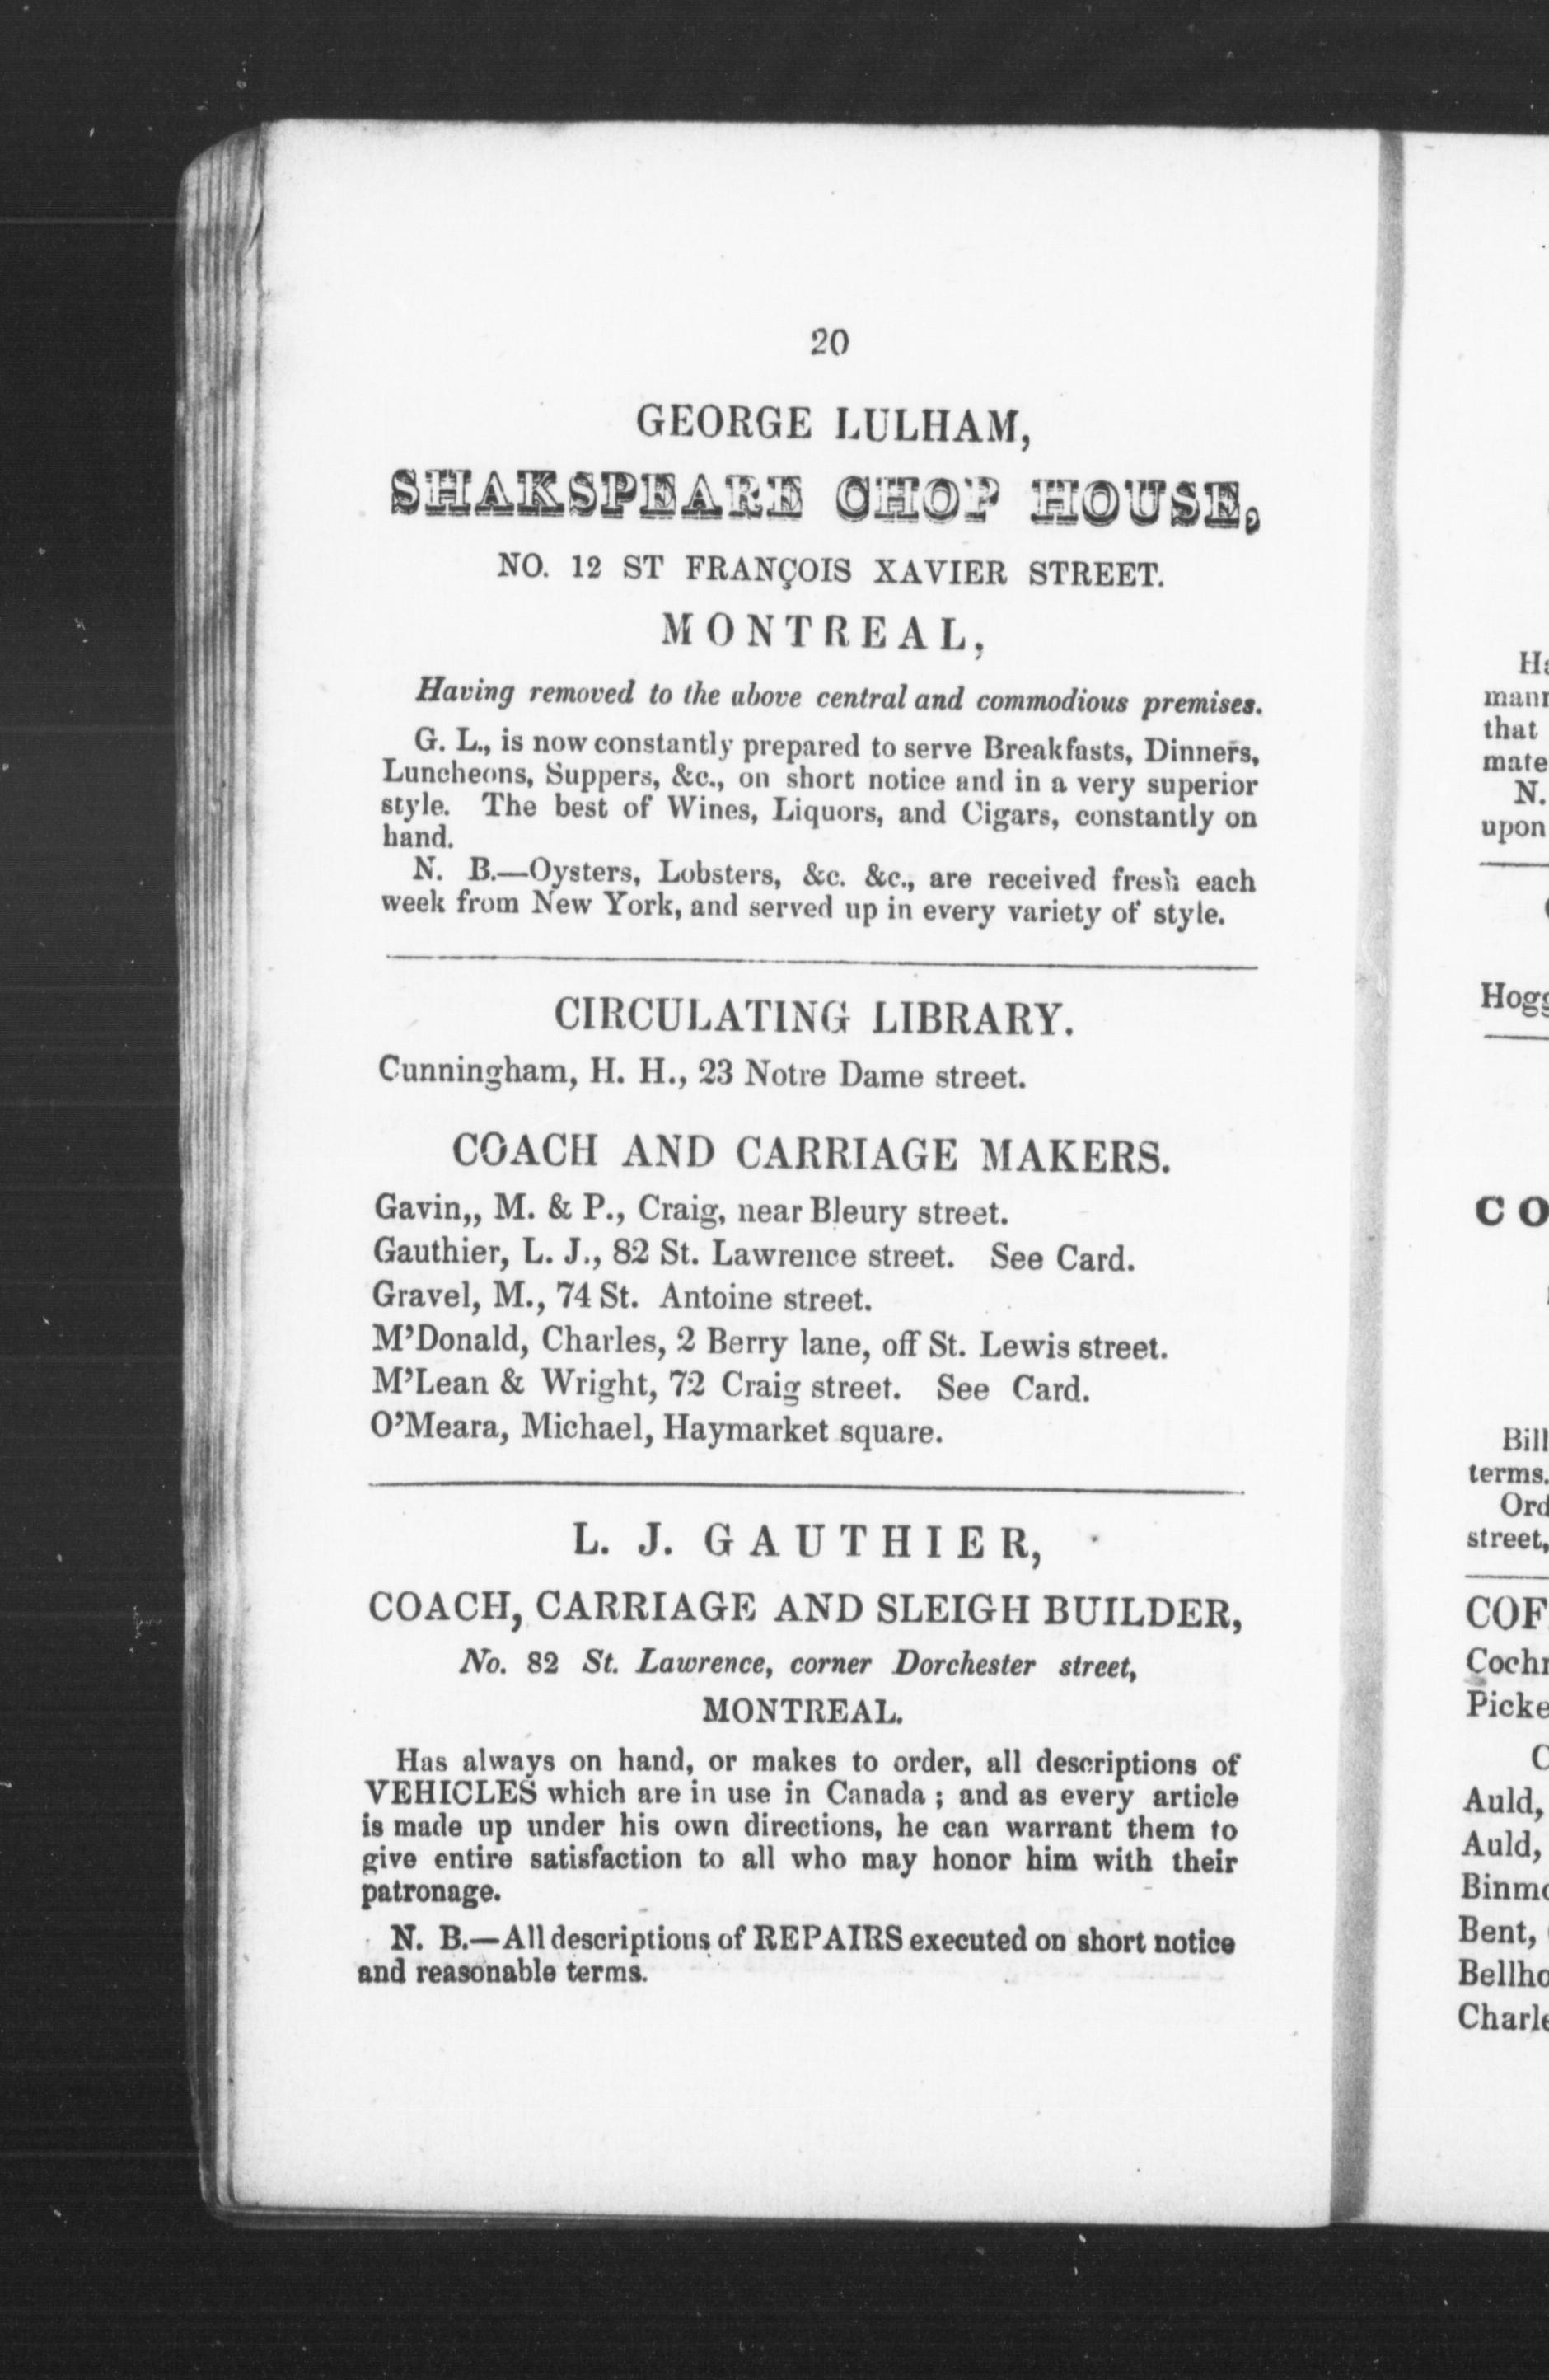 20
GEORGE LULHAM,
SHAKSPEARE CHOP HOUSE,
NO. 12 ST FRANÇOIS XAVIER STREET.
MONTREAL,
Having removed to the above central and commodious premises.
G. L., is now constantly prepared to serve Breakfasts, Dinners,
Luncheons, Suppers, &c., on short notice and in a very superior
style. The best of Wines, Liquors, and Cigars, constantly on
hand.
N. B.—Oysters, Lobsters, &c. &c., are received fresh each
week from New York, and served up in every variety of style.
CIRCULATING LIBRARY.
Cunningham, H. H., 23 Notre Dame street.
COACH AND CARRIAGE MAKERS.
Gavin,, M. & P., Craig, near Bleury street.
Gauthier, L. J., 82 St. Lawrence street. See Card.
Gravel, M., 74 St. Antoine street.
M'Donald, Charles, 2 Berry lane, off St. Lewis street.
M'Lean & Wright, 72 Craig street. See Card.
O'Meara, Michael, Haymarket square.
L. J. GAUTHIER,
COACH, CARRIAGE AND SLEIGH BUILDER,
No. 82 St. Lawrence, corner Dorchester street,
MONTREAL.
Has always on hand, or makes to order, all descriptions of
VEHICLES which are in use in Canada ; and as every article
is made up under his own directions, he can warrant them to
give entire satisfaction to all who may honor him with their
patronage.
N. B.—All descriptions of REPAIRS executed on short notice
and reasonable terms.
that
N.
upon
terms.
street,
Auld,
Auld,
Bent,